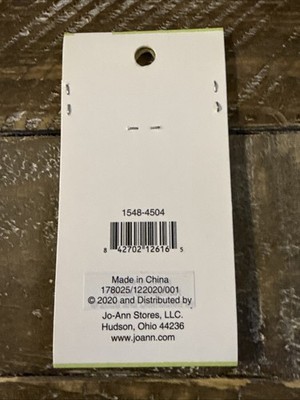 1548-4504
8 42702 12616 5
Made in China
178025/122020/001
© 2020 and Distributed by
Jo-Ann Stores, LLC.
Hudson, Ohio 44236
www.joann.com